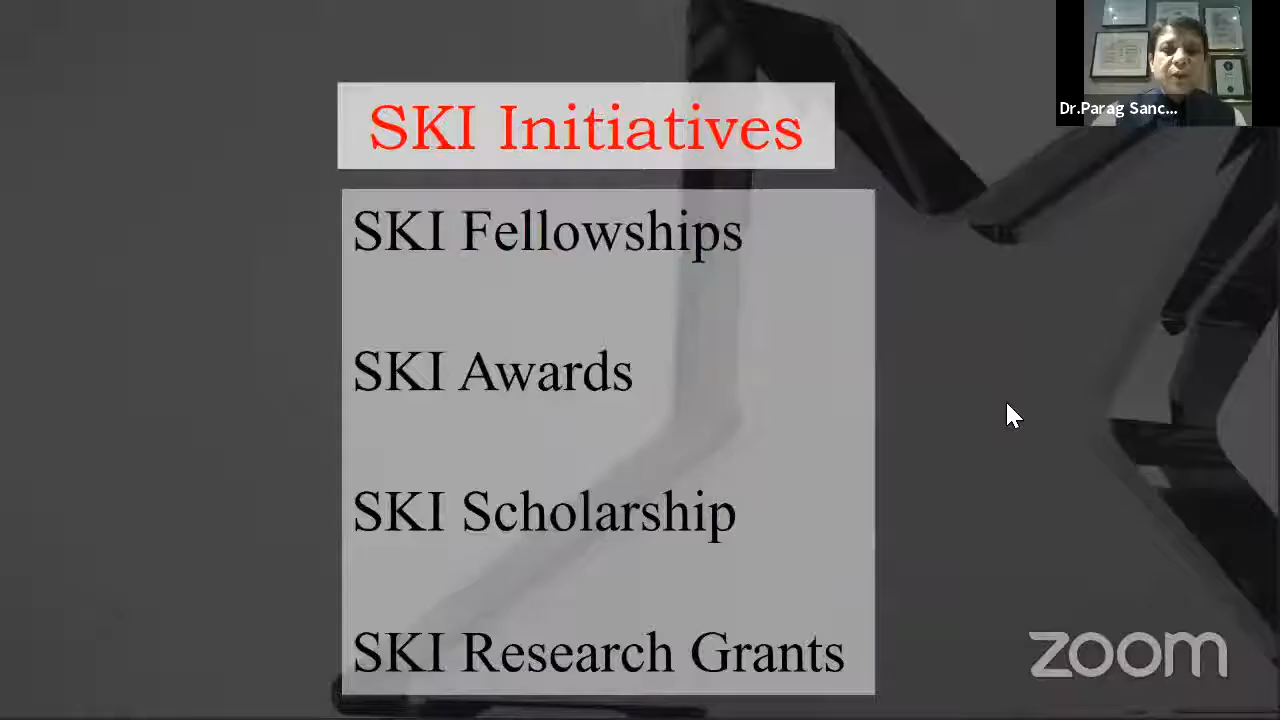 SKI Initiatives
Dr.Parag Sanc...
SKI Fellowships
SKI Awards
SKI Scholarship
SKI Research Grants
zoom